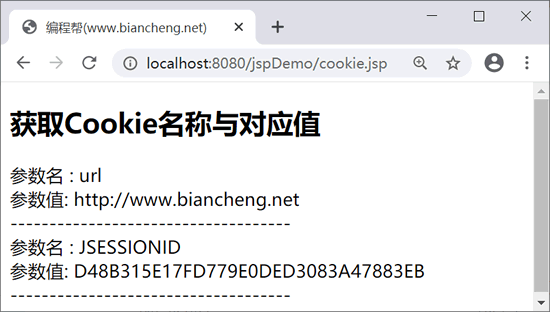 编程帮(www.biancheng.net)
localhost:8080/jspDemo/cookie.jsp
获取Cookie名称与对应值
参数名 : url
参数值: http://www.biancheng.net
------------------------------------
参数名 : JSESSIONID
参数值: D48B315E17FD779E0DED3083A47883EB
------------------------------------